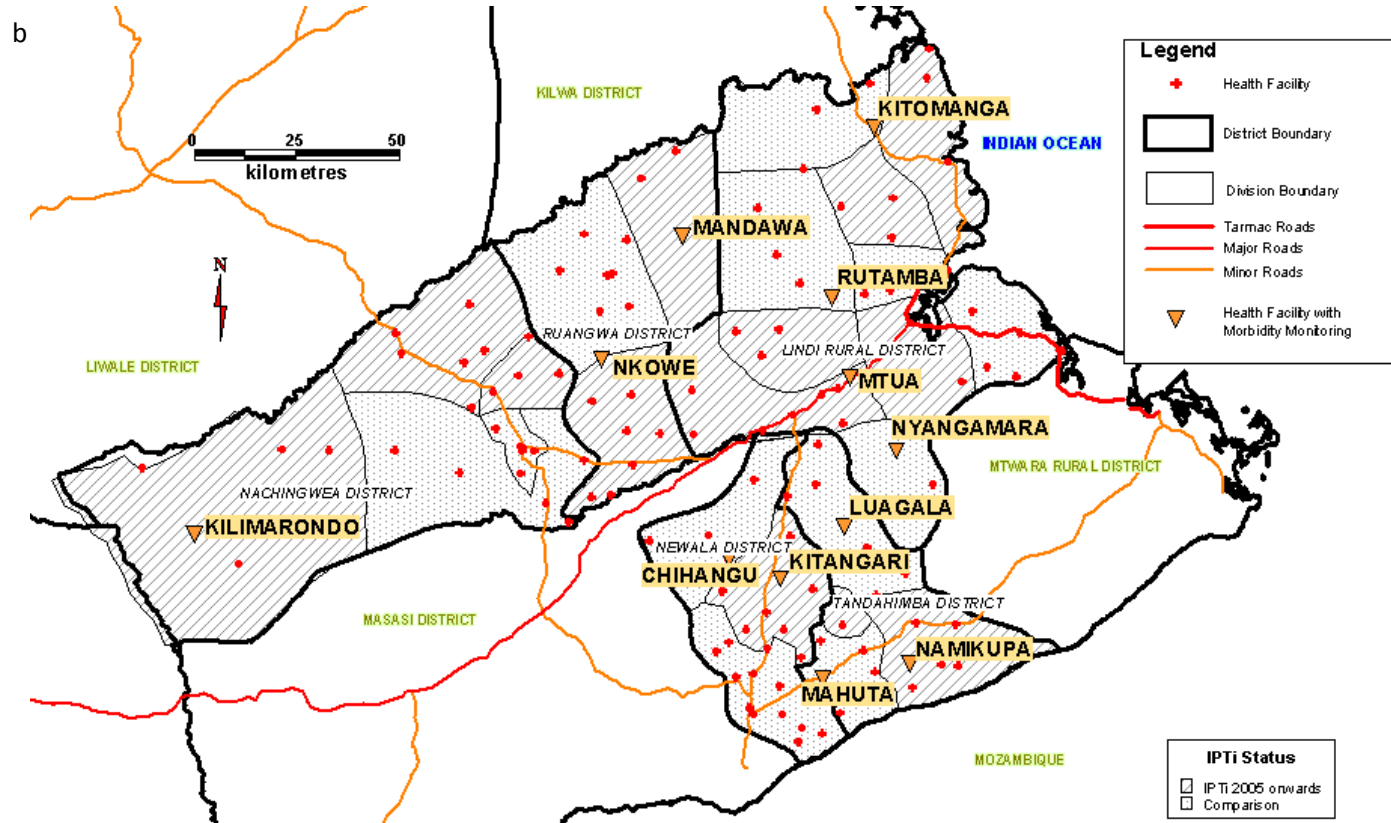 b
KILWA DISTRICT
0 25 50
kilometres
N
KITOMANGA
INDIAN OCEAN
MANDAWA
RUTAMBA
RUANGWA DISTRICT
LINDI RURAL DISTRICT
LIWALE DISTRICT
NKOWE
MTUA
NYANGAMARA
MTWARA RURAL DISTRICT
NACHINGWEA DISTRICT
KILIMARONDO
LUAGALA
NEWALA DISTRICT
CHIHANGU
KITANGARI
TANDAHIMBA DISTRICT
MASASI DISTRICT
NAMIKUPA
MAHUTA
MOZAMBIQUE
Legend
Health Facility
District Boundary
Division Boundary
Tarmac Roads
Major Roads
Minor Roads
Health Facility with
Morbidity Monitoring
IPTi Status
IPTi 2005 onwards
Comparison